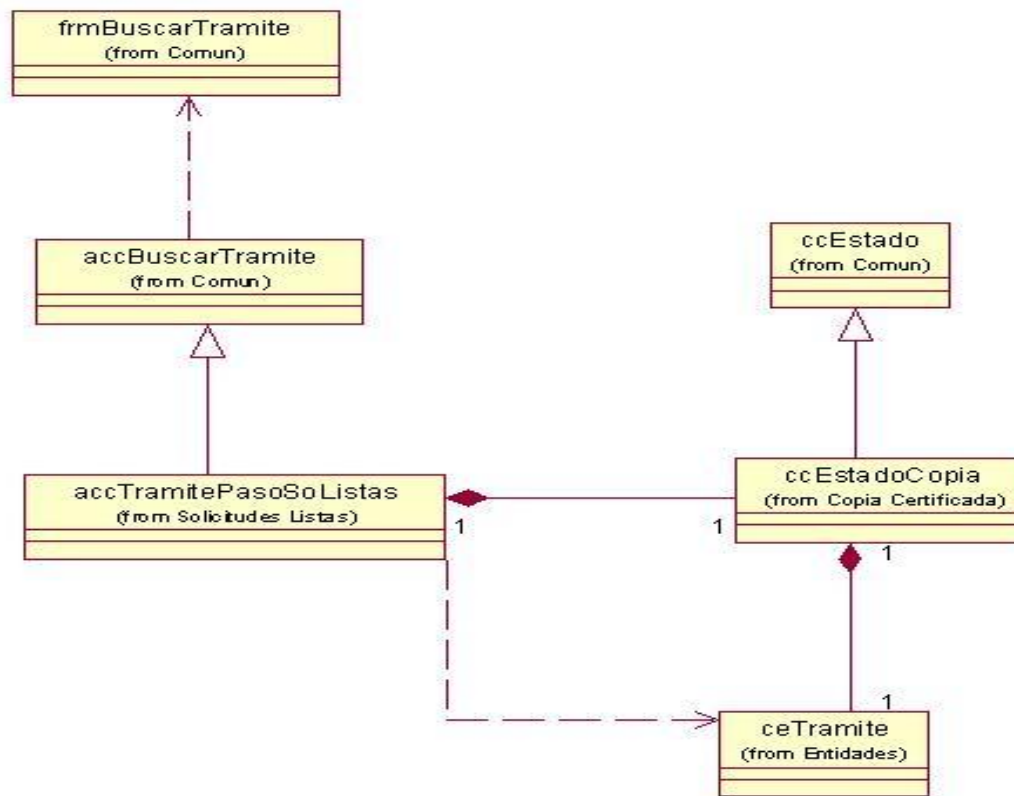 frmBuscarTramite
(from Comun)
accBuscarTramite
(from Comun)
ccEstado
(from Comun)
accTramitePasoSoListas
(from Solicitudes Listas)
1
1
ccEstadoCopia
(from Copia Certificada)
1
1
ceTramite
(from Entidades)